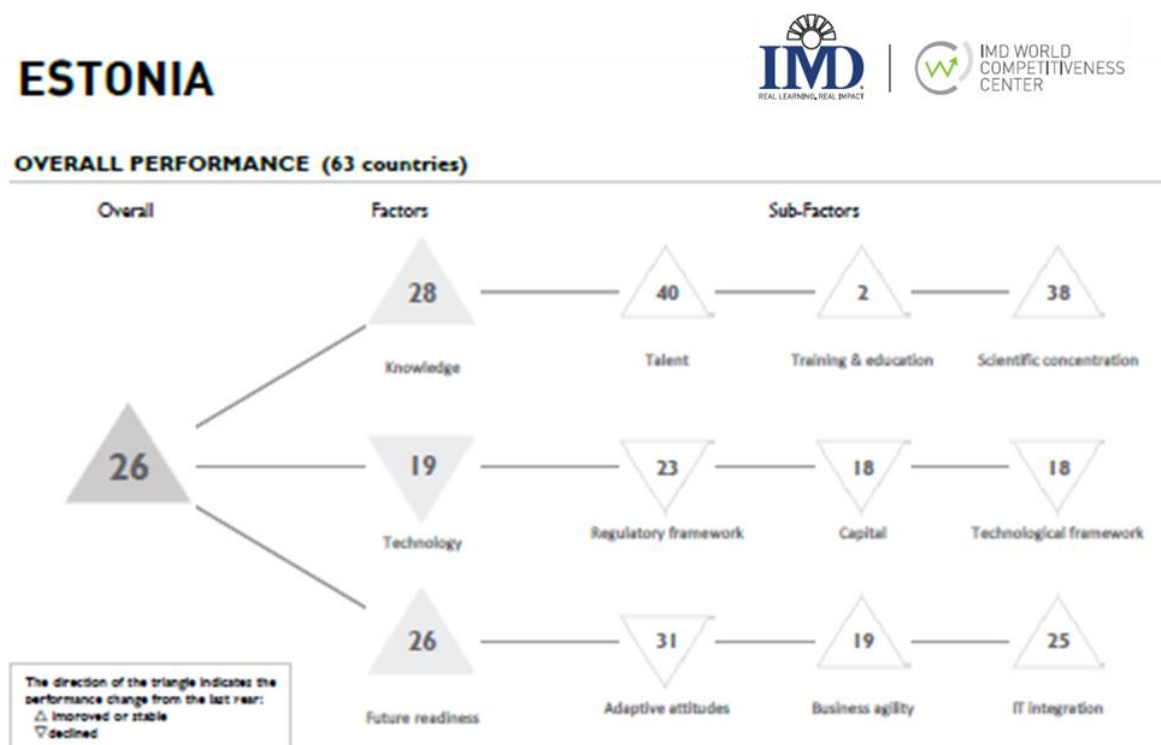 ESTONIA
IMD
REAL LEARNING, REAL IMPACT
IMD WORLD
COMPETITIVENESS
CENTER
OVERALL PERFORMANCE (63 countries)
Overall Factors Sub-Factors
28 40 2 38
Knowledge Talent Training & education Scientific concentration
26 19 23 18 18
Technology Regulatory framework Capital Technological framework
26 31 19 25
Future readiness Adaptive attitudes Business agility IT integration
The direction of the triangle indicates the
performance change from the last year:
△ improved or stable
▽ declined